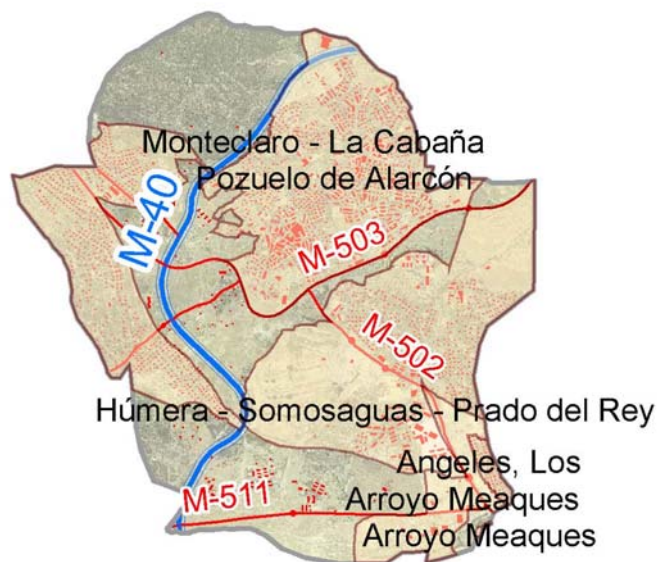 Monteclaro - La Cabaña
Pozuelo de Alarcón
M-40
M-503
M-502
Húmera - Somosaguas - Prado del Rey
Angeles, Los
M-511
Arroyo Meaques
Arroyo Meaques